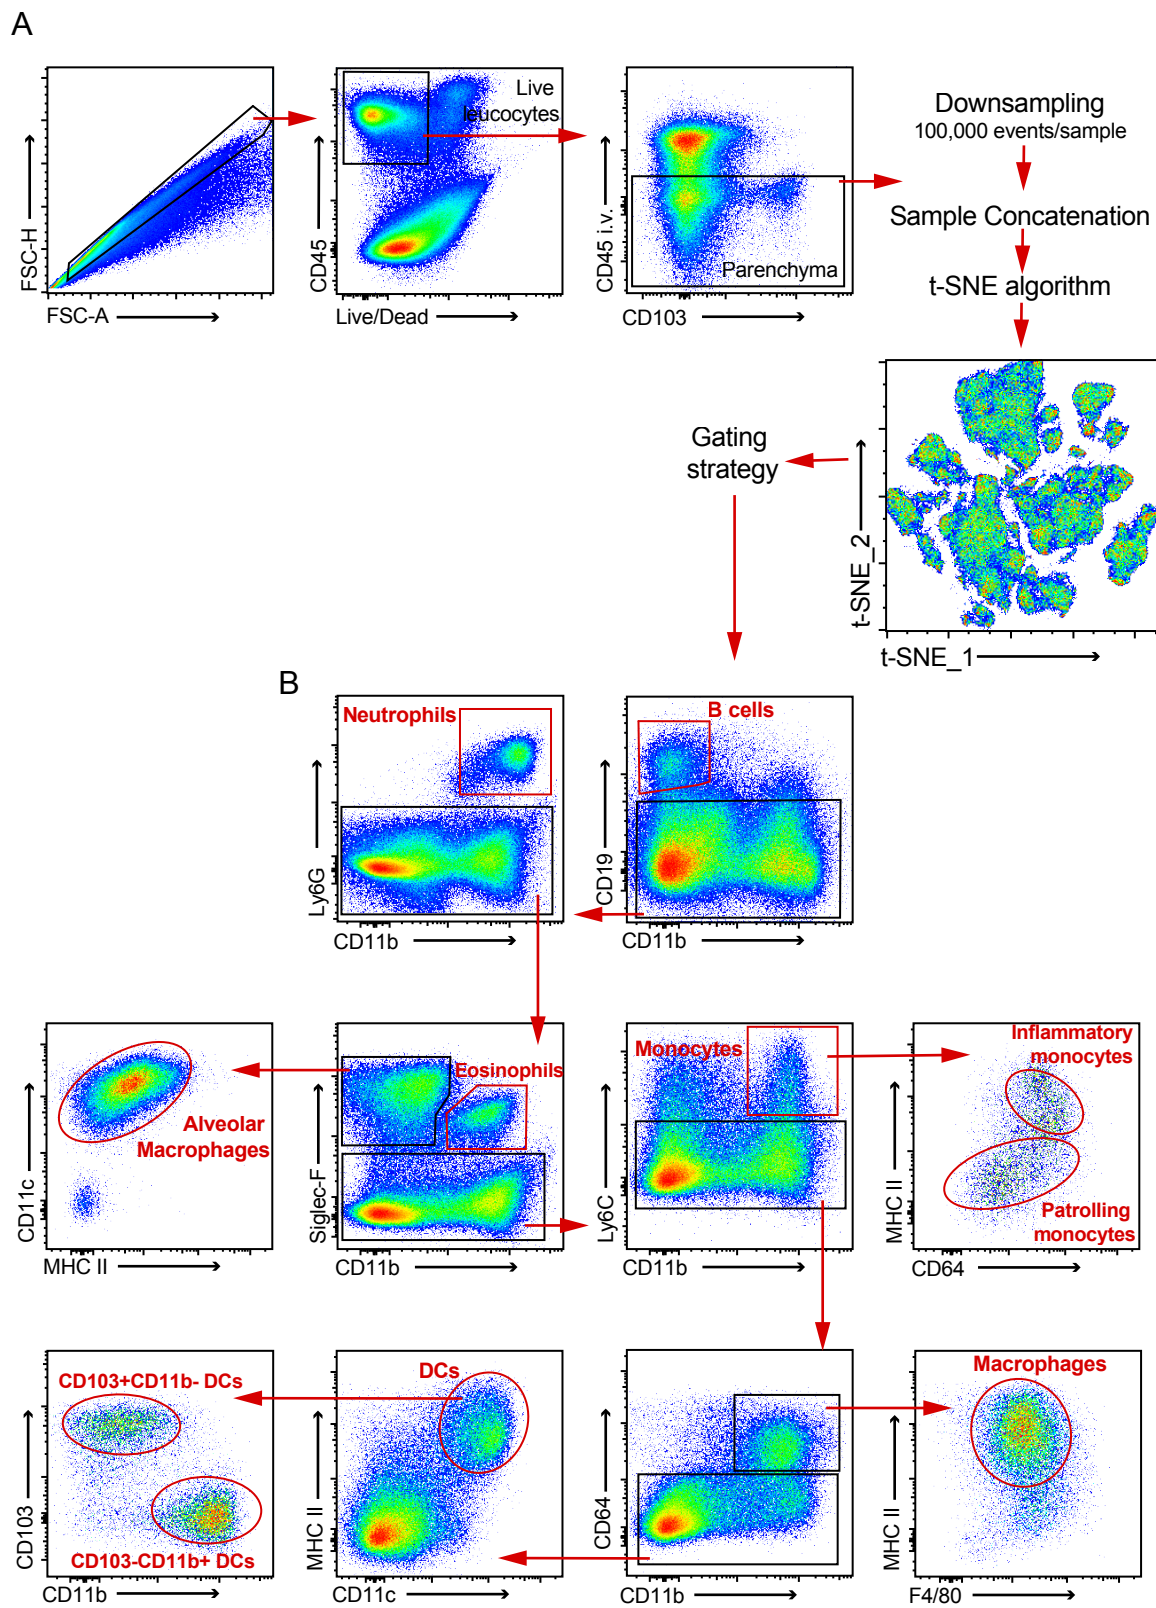 A
FSC-H
FSC-A
Live
leucocytes
CD45
Live/Dead
CD45 i.v.
Parenchyma
CD103
Downsampling
100,000 events/sample
Sample Concatenation
t-SNE algorithm
Gating
strategy
t-SNE_2
t-SNE_1
B
Neutrophils
Ly6G
CD11b
B cells
CD19
CD11b
Alveolar
Macrophages
CD11c
MHC II
Eosinophils
Siglec-F
CD11b
Monocytes
Ly6C
CD11b
Inflammatory
monocytes
Patrolling
monocytes
MHC II
CD64
CD103+CD11b- DCs
CD103-CD11b+ DCs
CD103
CD11b
DCs
MHC II
CD11c
CD64
CD11b
Macrophages
MHC II
F4/80